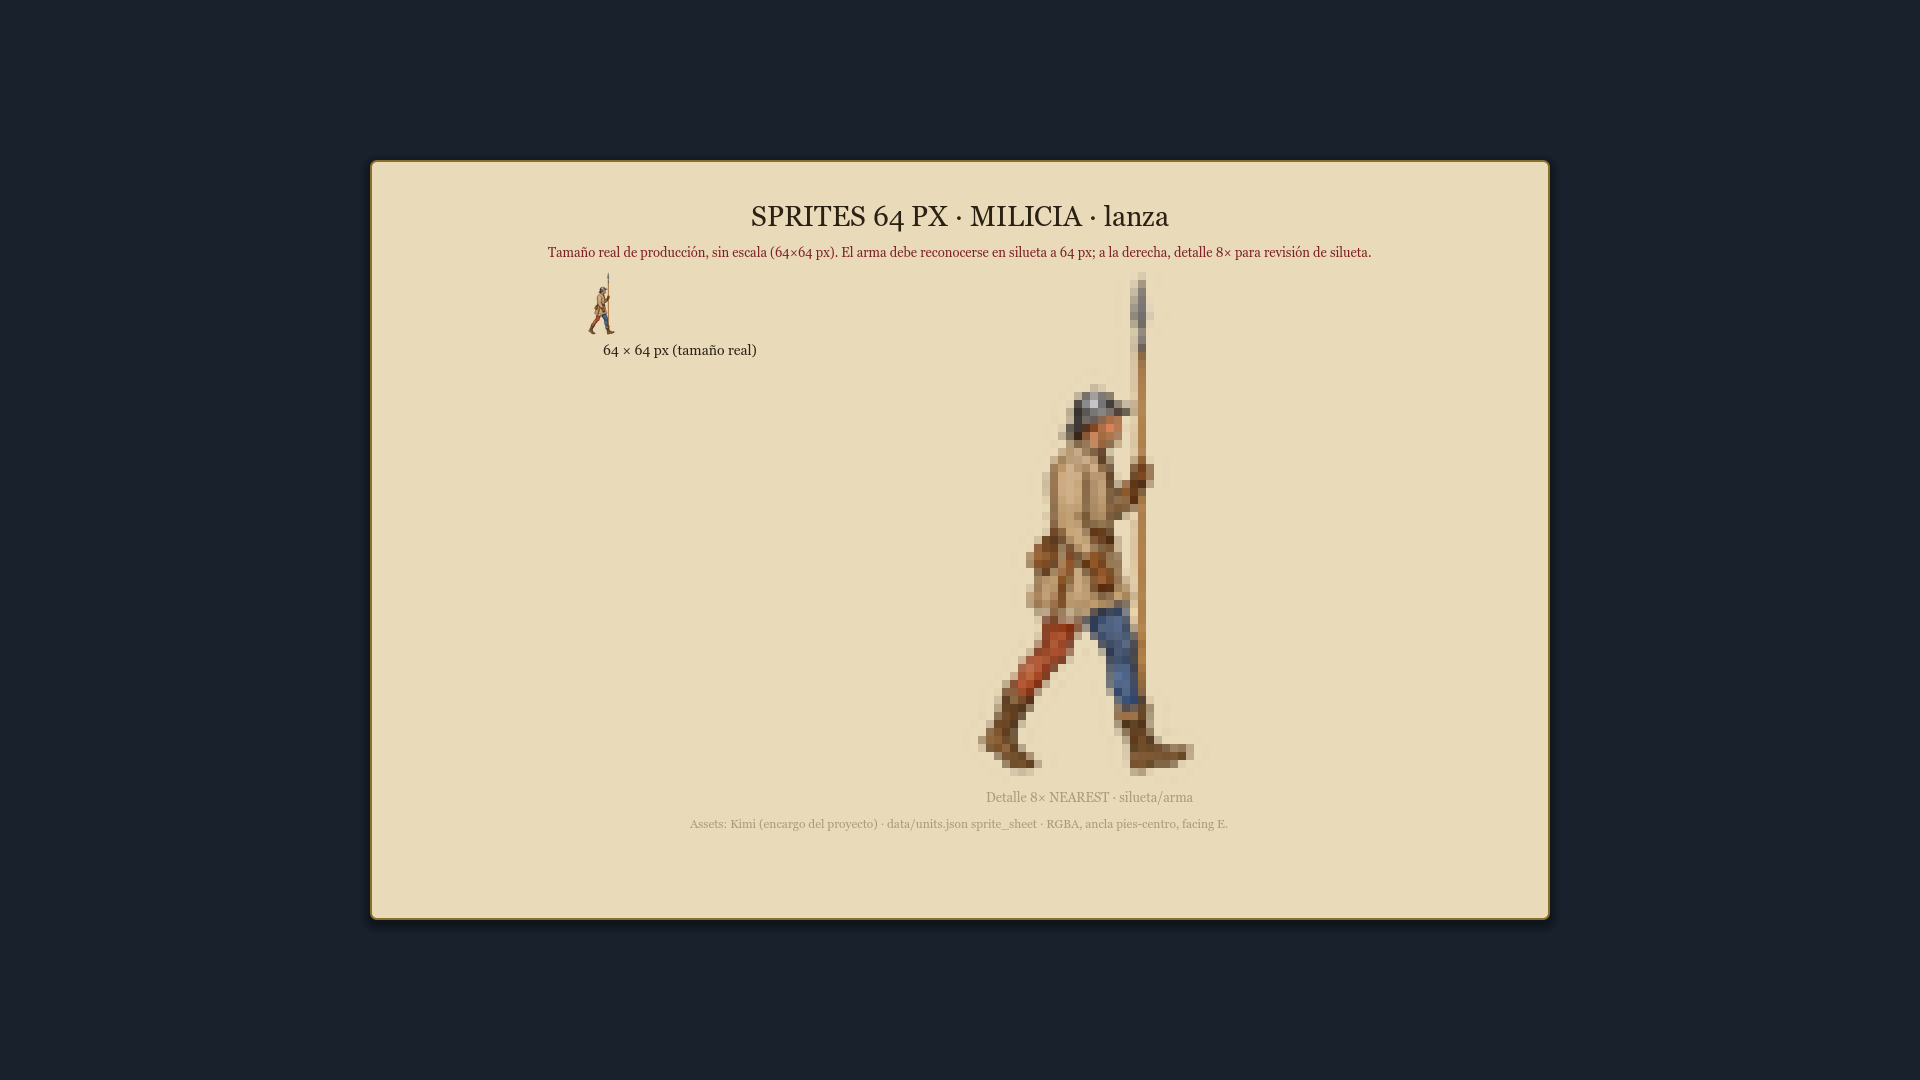 SPRITES 64 PX · MILICIA · lanza
Tamaño real de producción, sin escala (64×64 px). El arma debe reconocerse en silueta a 64 px; a la derecha, detalle 8× para revisión de silueta.
64 × 64 px (tamaño real)
Detalle 8× NEAREST · silueta/arma
Assets: Kimi (encargo del proyecto) · data/units.json sprite_sheet · RGBA, ancla pies-centro, facing E.